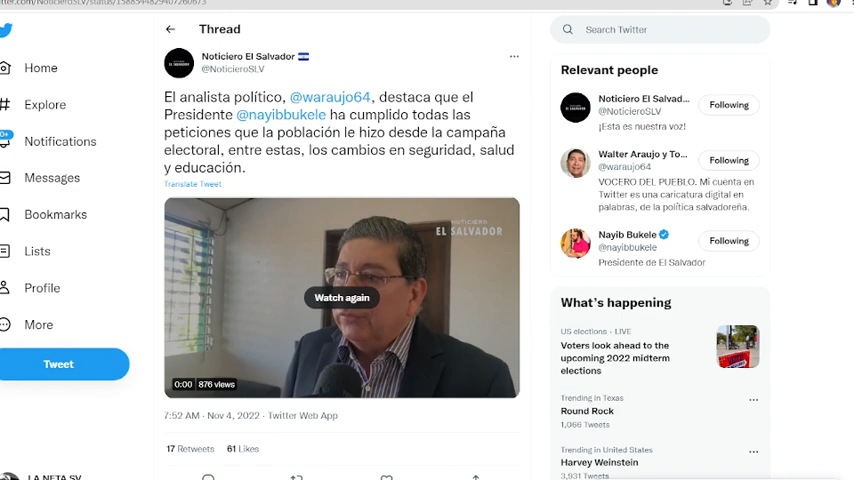 Thread
Search Twitter
Home
Explore
Notifications
Messages
Bookmarks
Lists
Profile
More
Tweet
LA NETA SV
Noticiero El Salvador
@NoticieroSLV
El analista político, @waraujo64, destaca que el
Presidente @nayibbukele ha cumplido todas las
peticiones que la población le hizo desde la campaña
electoral, entre estas, los cambios en seguridad, salud
y educación.
Translate Tweet
NOTICIERO
EL SALVADOR
Watch again
0:00 876 views
7:52 AM · Nov 4, 2022 · Twitter Web App
17 Retweets 61 Likes
Relevant people
Noticiero El Salvad...
@NoticieroSLV
Following
¡Esta es nuestra voz!
Walter Araujo y To...
@waraujo64
Following
VOCERO DEL PUEBLO. Mi cuenta en
Twitter es una caricatura digital en
palabras, de la política salvadoreña.
Nayib Bukele
@nayibbukele
Following
Presidente de El Salvador
What's happening
US elections · LIVE
Voters look ahead to the
upcoming 2022 midterm
elections
Trending in Texas
Round Rock
1,066 Tweets
Trending in United States
Harvey Weinstein
3,931 Tweets